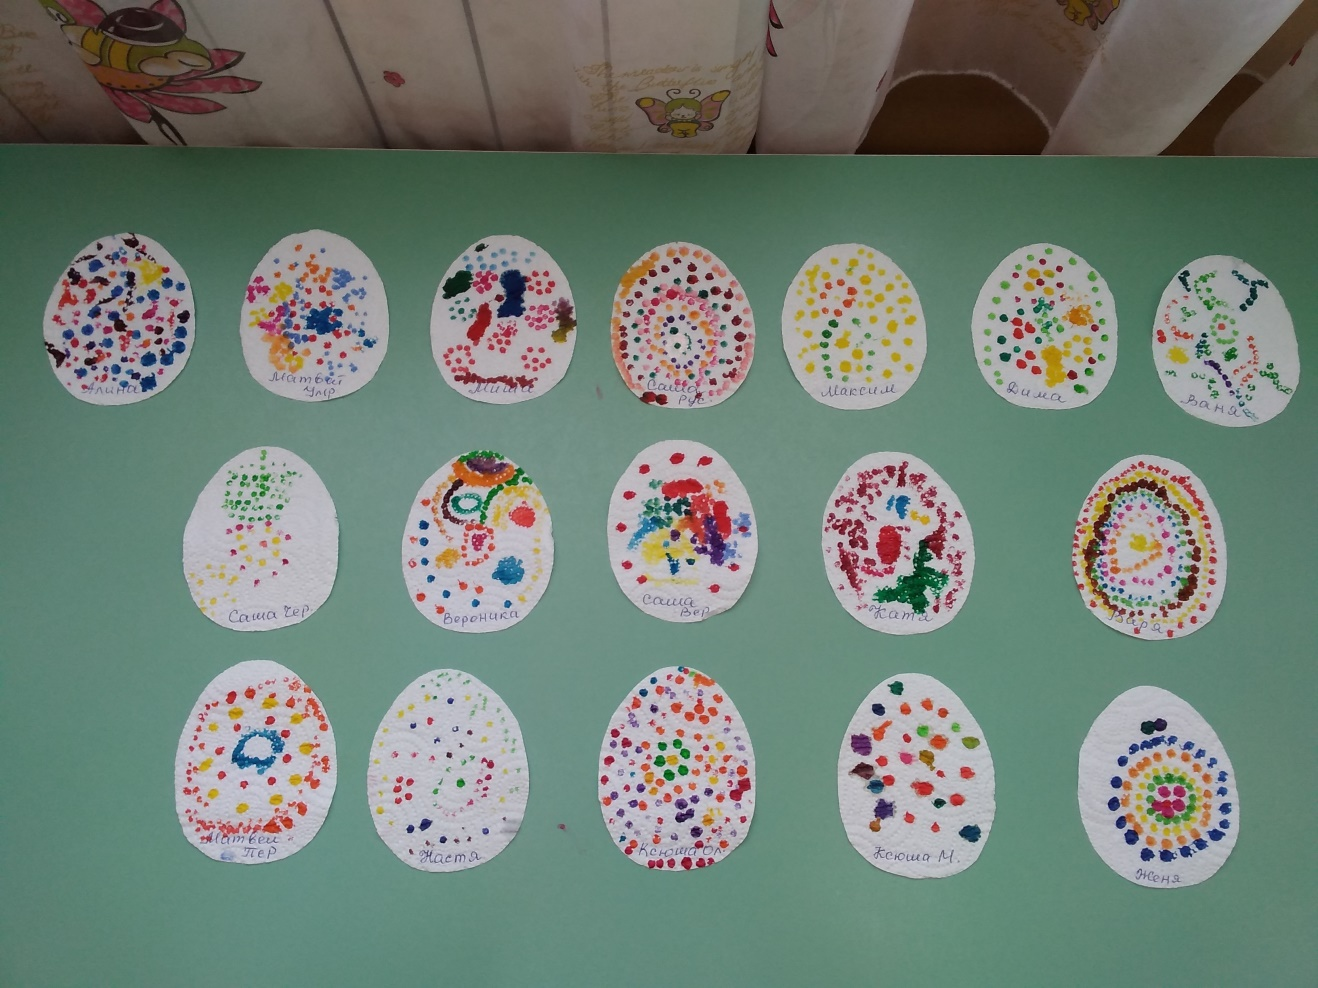 Алина
Матвей
Миша
Саша
Рус.
Максим
Дима
Ваня
Саша Чер.
Вероника
Саша
Вер.
Катя
Варя
Матвей
Пер
Настя
Ксюша Ол.
Ксюша М.
Женя